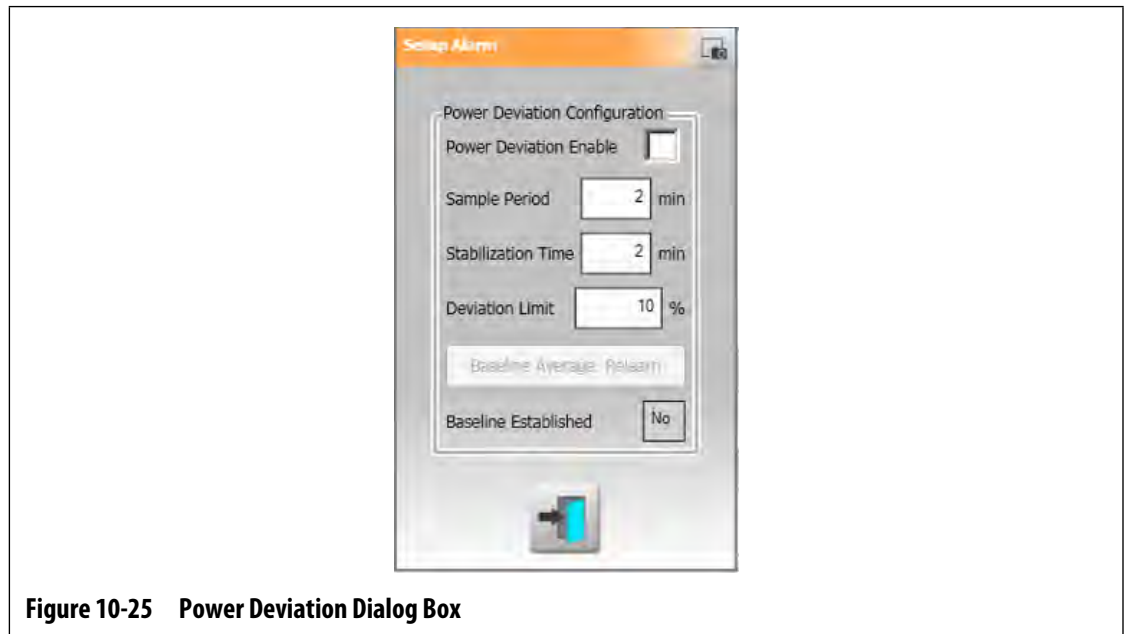 Setup Alarm
Power Deviation Configuration
Power Deviation Enable
Sample Period 2 min
Stabilization Time 2 min
Deviation Limit 10 %
Baseline Average Relearn
Baseline Established No
Figure 10-25 Power Deviation Dialog Box